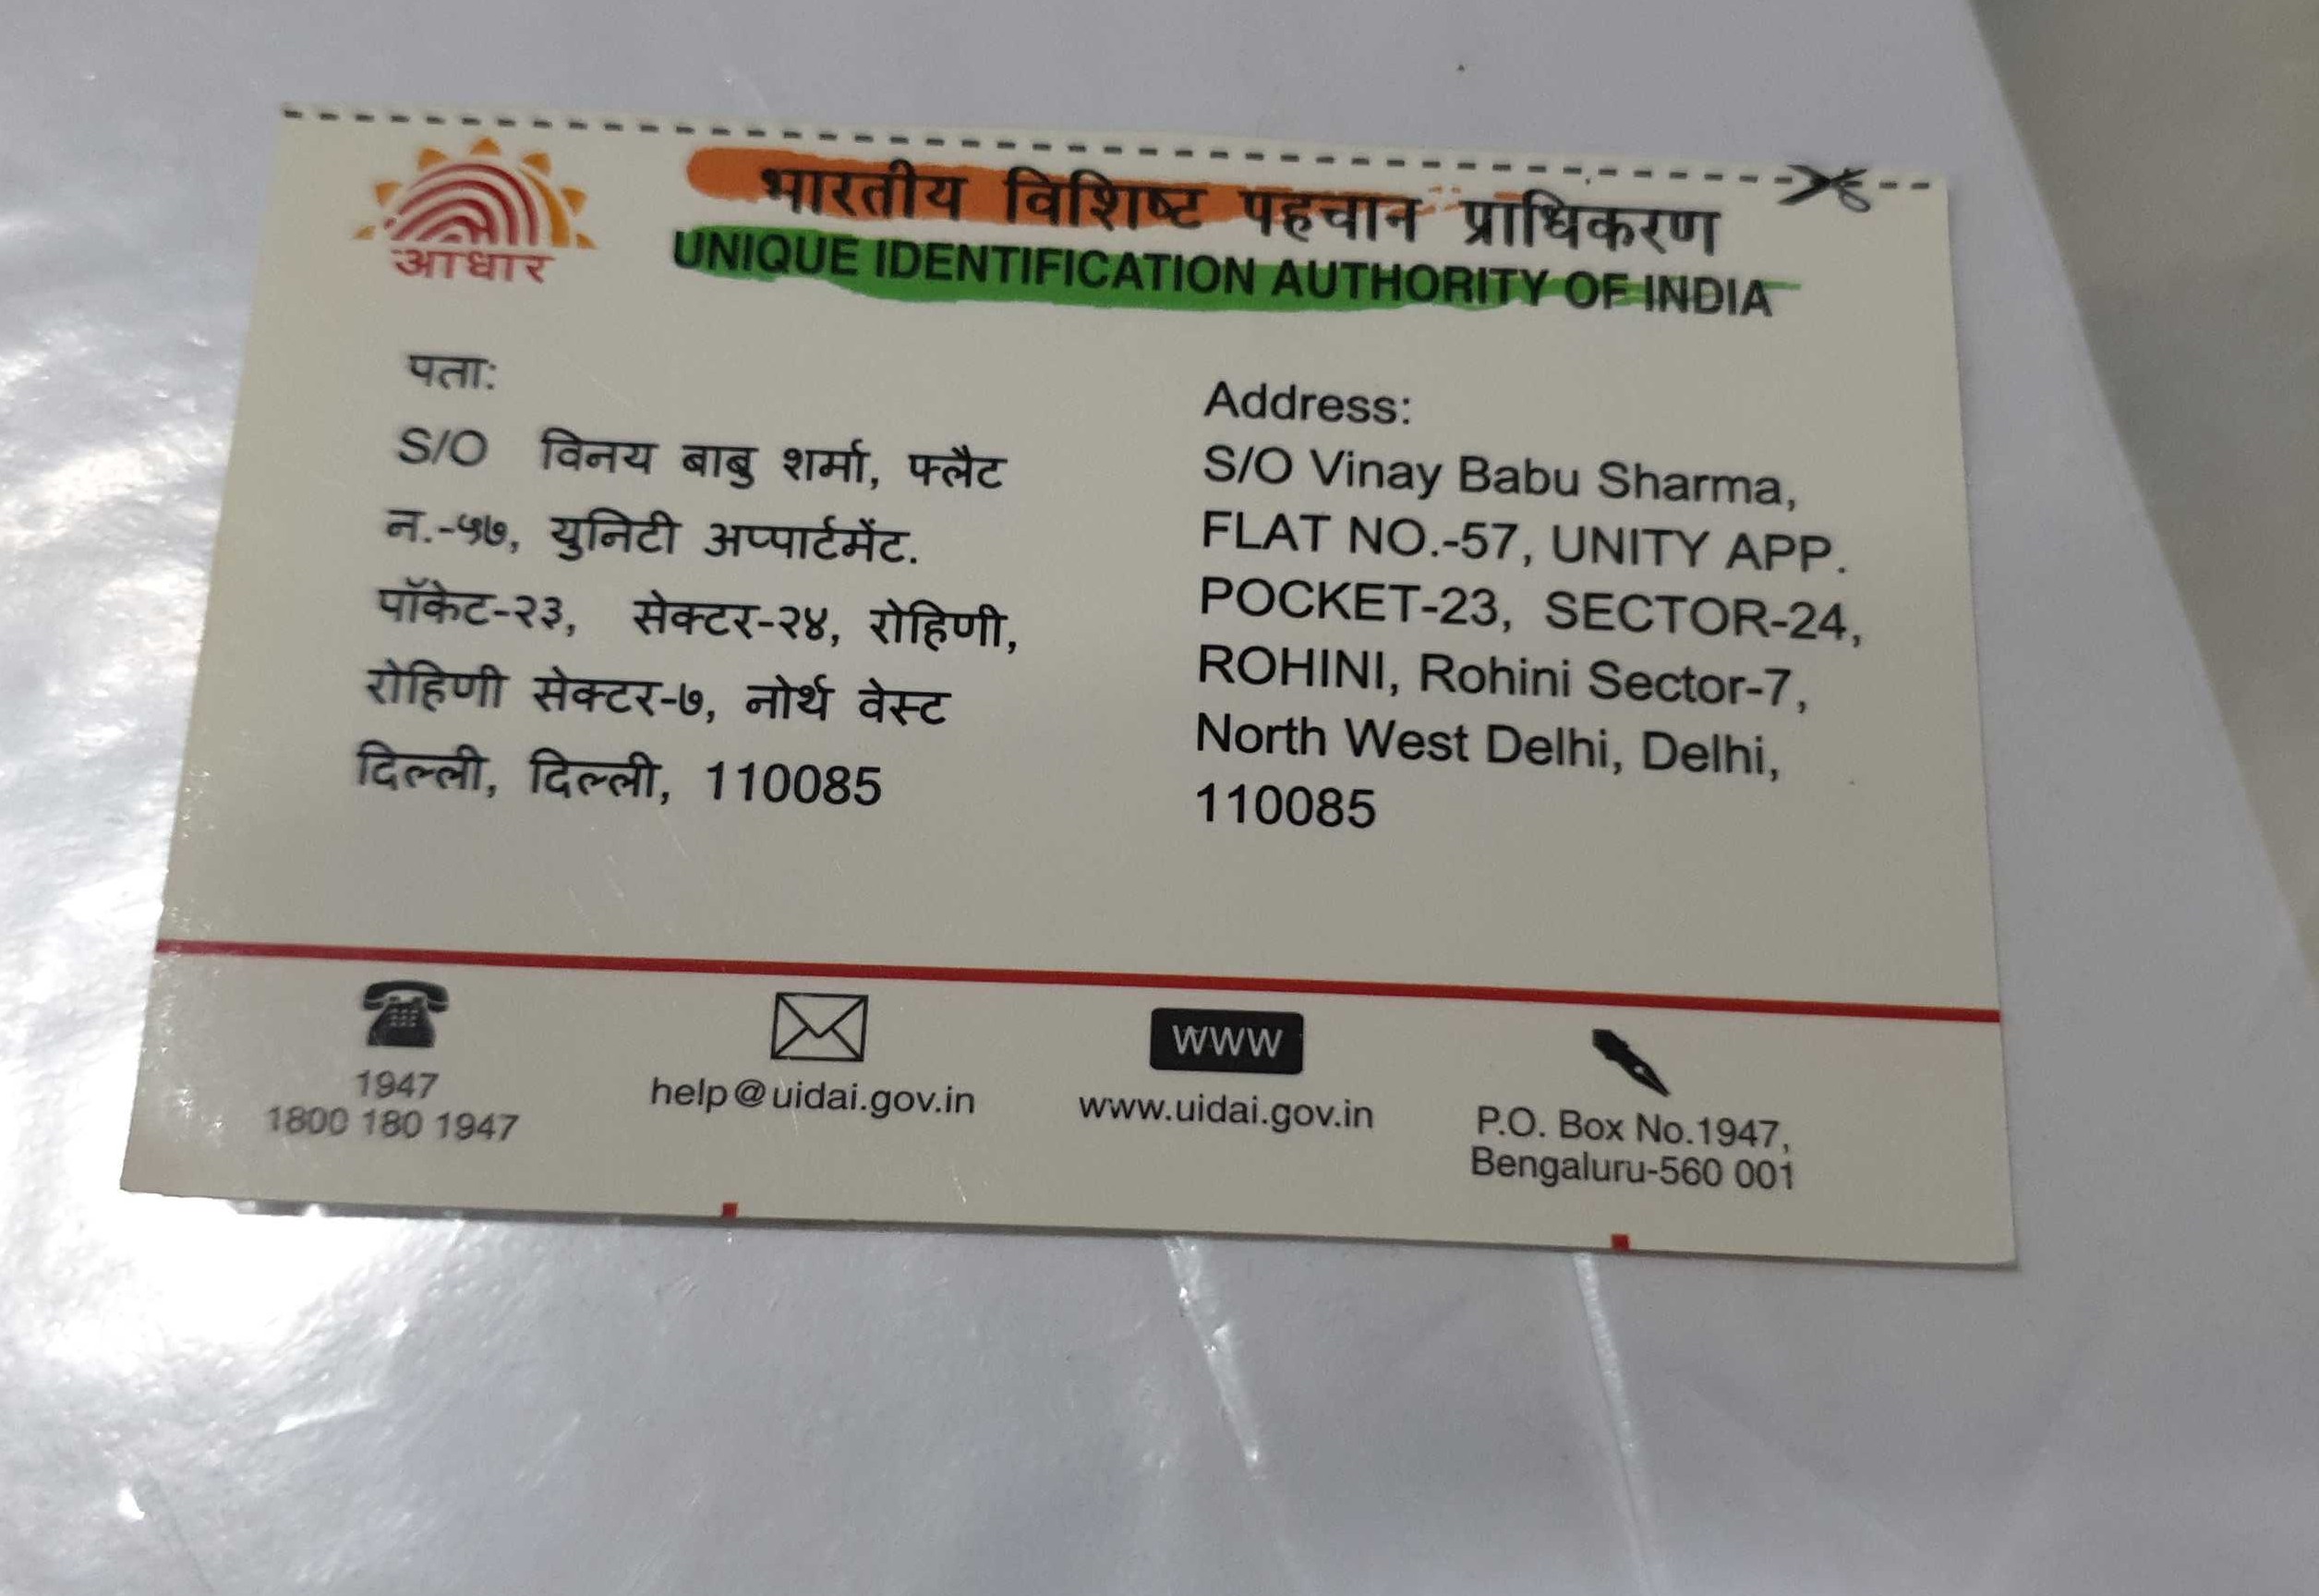 आधार
भारतीय विशिष्ट पहचान प्राधिकरण
UNIQUE IDENTIFICATION AUTHORITY OF INDIA
पता:
S/O विनय बाबु शर्मा, फ्लैट
न.-५७, युनिटी अप्पार्टमेंट.
पॉकेट-२३, सेक्टर-२४, रोहिणी,
रोहिणी सेक्टर-७, नोर्थ वेस्ट
दिल्ली, दिल्ली, 110085
Address:
S/O Vinay Babu Sharma,
FLAT NO.-57, UNITY APP.
POCKET-23, SECTOR-24,
ROHINI, Rohini Sector-7,
North West Delhi, Delhi,
110085
1947
1800 180 1947
help@uidai.gov.in
WWW
www.uidai.gov.in
P.O. Box No.1947,
Bengaluru-560 001